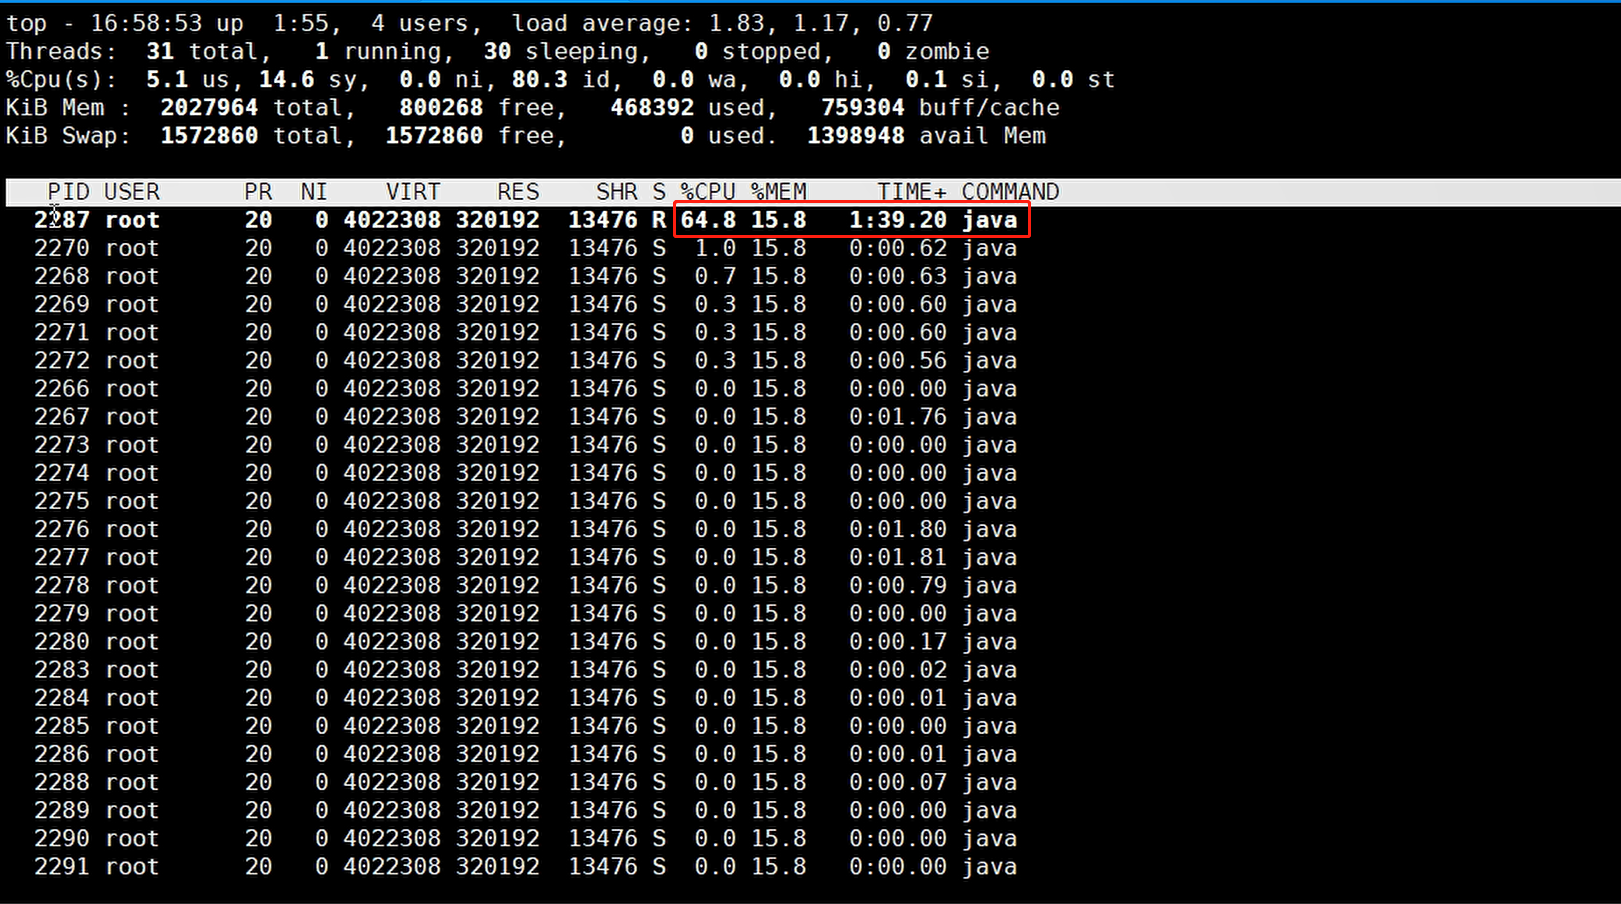 top - 16:58:53 up  1:55,  4 users,  load average: 1.83, 1.17, 0.77
Threads:  31 total,   1 running,  30 sleeping,   0 stopped,   0 zombie
%Cpu(s):  5.1 us, 14.6 sy,  0.0 ni, 80.3 id,  0.0 wa,  0.0 hi,  0.1 si,  0.0 st
KiB Mem :  2027964 total,   800268 free,   468392 used,   759304 buff/cache
KiB Swap:  1572860 total,  1572860 free,        0 used.  1398948 avail Mem
PID USER      PR  NI    VIRT    RES    SHR S %CPU %MEM     TIME+ COMMAND
2287 root      20   0 4022308 320192  13476 R 64.8 15.8   1:39.20 java
2270 root      20   0 4022308 320192  13476 S  1.0 15.8   0:00.62 java
2268 root      20   0 4022308 320192  13476 S  0.7 15.8   0:00.63 java
2269 root      20   0 4022308 320192  13476 S  0.3 15.8   0:00.60 java
2271 root      20   0 4022308 320192  13476 S  0.3 15.8   0:00.60 java
2272 root      20   0 4022308 320192  13476 S  0.3 15.8   0:00.56 java
2266 root      20   0 4022308 320192  13476 S  0.0 15.8   0:00.00 java
2267 root      20   0 4022308 320192  13476 S  0.0 15.8   0:01.76 java
2273 root      20   0 4022308 320192  13476 S  0.0 15.8   0:00.00 java
2274 root      20   0 4022308 320192  13476 S  0.0 15.8   0:00.00 java
2275 root      20   0 4022308 320192  13476 S  0.0 15.8   0:00.00 java
2276 root      20   0 4022308 320192  13476 S  0.0 15.8   0:01.80 java
2277 root      20   0 4022308 320192  13476 S  0.0 15.8   0:01.81 java
2278 root      20   0 4022308 320192  13476 S  0.0 15.8   0:00.79 java
2279 root      20   0 4022308 320192  13476 S  0.0 15.8   0:00.00 java
2280 root      20   0 4022308 320192  13476 S  0.0 15.8   0:00.17 java
2283 root      20   0 4022308 320192  13476 S  0.0 15.8   0:00.02 java
2284 root      20   0 4022308 320192  13476 S  0.0 15.8   0:00.01 java
2285 root      20   0 4022308 320192  13476 S  0.0 15.8   0:00.00 java
2286 root      20   0 4022308 320192  13476 S  0.0 15.8   0:00.01 java
2288 root      20   0 4022308 320192  13476 S  0.0 15.8   0:00.07 java
2289 root      20   0 4022308 320192  13476 S  0.0 15.8   0:00.00 java
2290 root      20   0 4022308 320192  13476 S  0.0 15.8   0:00.00 java
2291 root      20   0 4022308 320192  13476 S  0.0 15.8   0:00.00 java